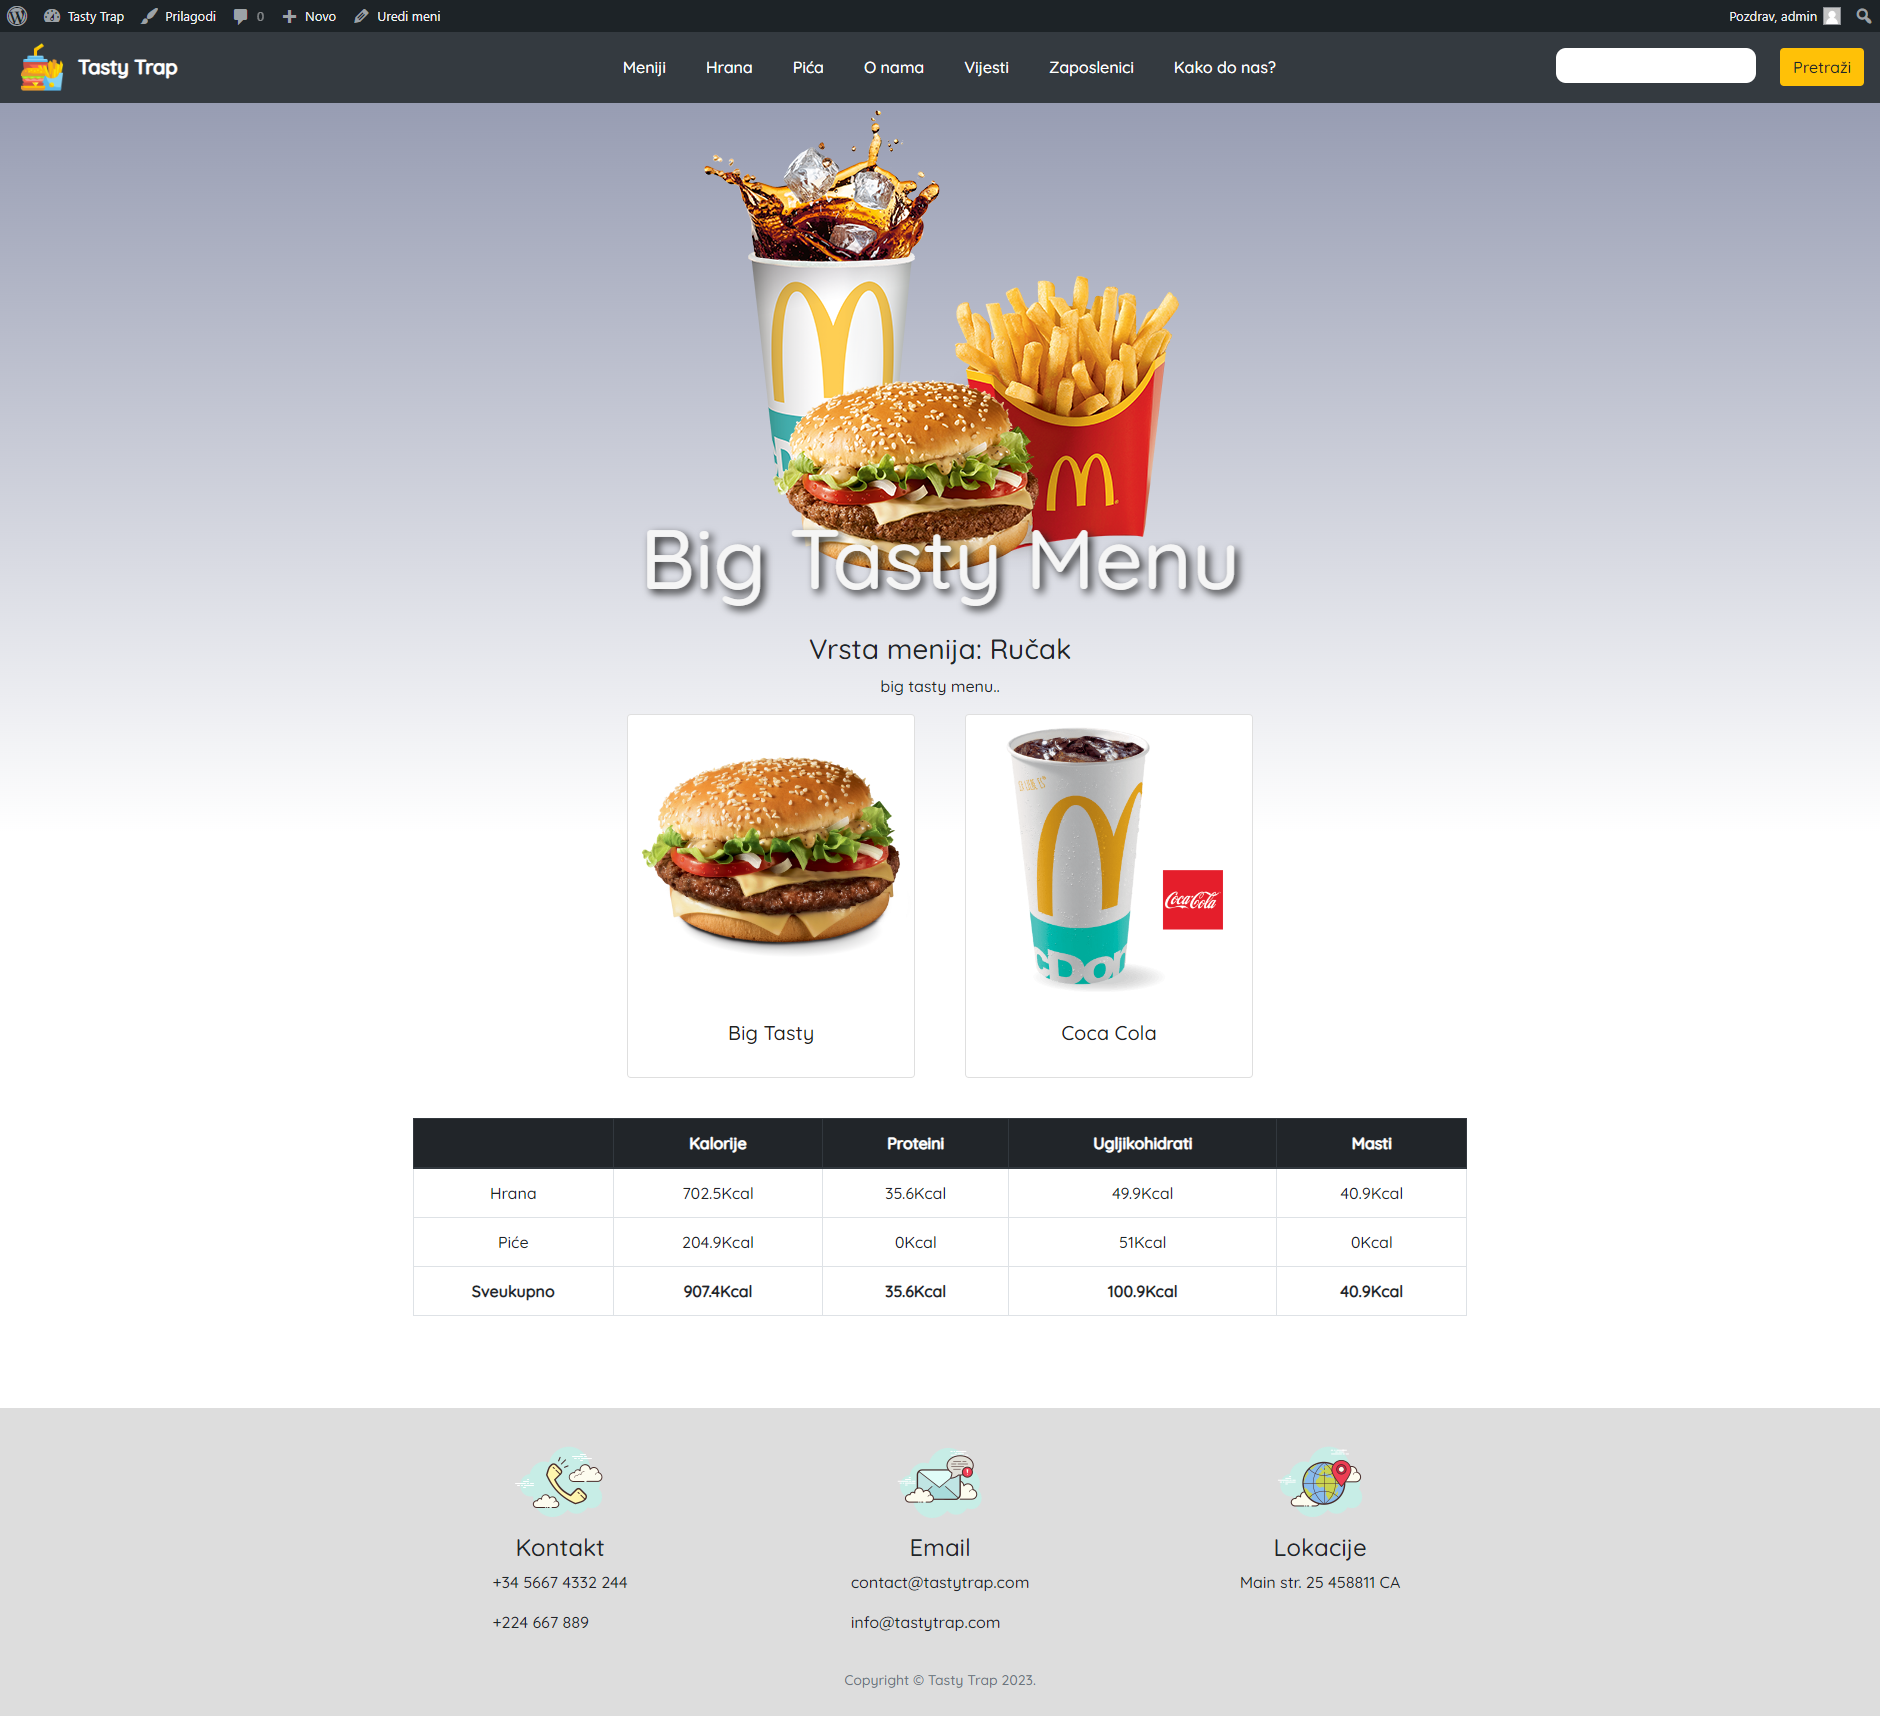 Tasty Trap Prilagodi 0 Novo Uredi meni Pozdrav, admin
Tasty Trap Meniji Hrana Pića O nama Vijesti Zaposlenici Kako do nas? Pretraži
Big Tasty Menu
Vrsta menija: Ručak
big tasty menu..
Coca-Cola
CDon
Big Tasty Coca Cola
Kalorije Proteini Ugljikohidrati Masti
Hrana 702.5Kcal 35.6Kcal 49.9Kcal 40.9Kcal
Piće 204.9Kcal 0Kcal 51Kcal 0Kcal
Sveukupno 907.4Kcal 35.6Kcal 100.9Kcal 40.9Kcal
Kontakt Email Lokacije
+34 5667 4332 244 contact@tastytrap.com Main str. 25 458811 CA
+224 667 889 info@tastytrap.com
Copyright © Tasty Trap 2023.